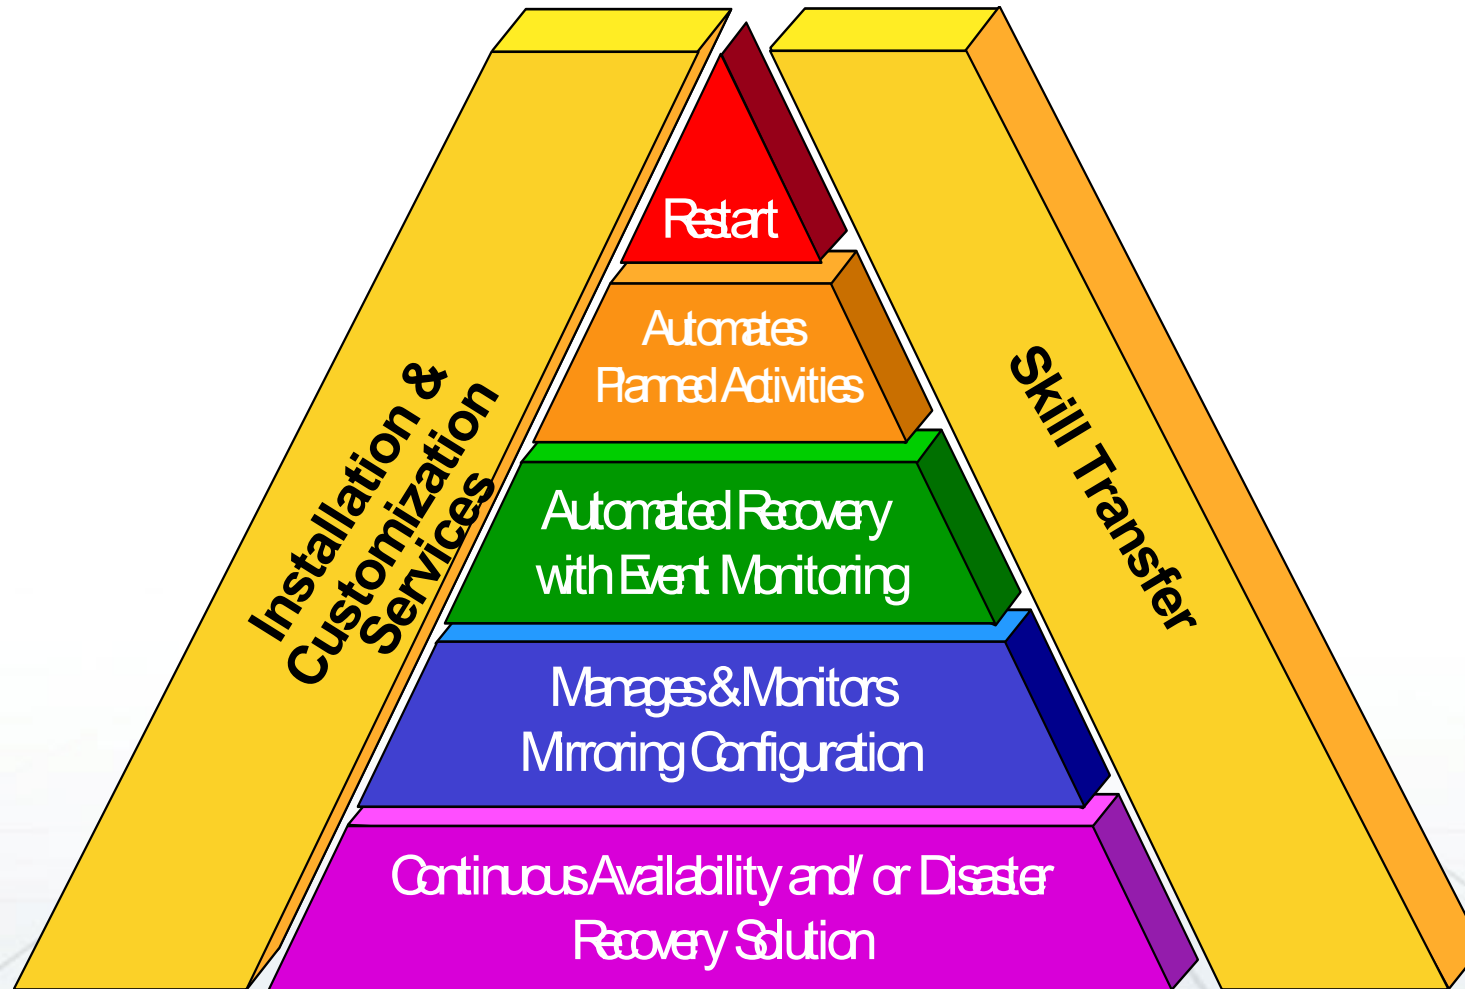 Restart
Automates
Planned Activities
Automated Recovery
with Event Monitoring
Manages & Monitors
Mirroring Configuration
Continuous Availability and/ or Disaster
Recovery Solution
Installation &
Customization
Services
Skill Transfer